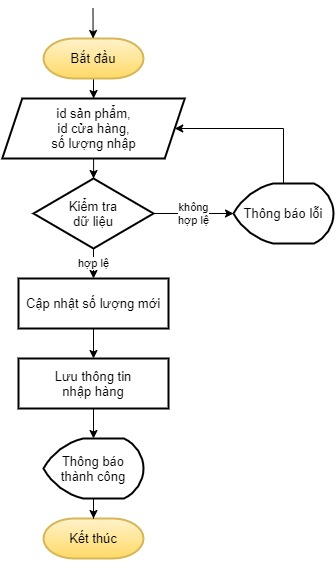 Bắt đầu
id sản phẩm,
id cửa hàng,
số lượng nhập
Kiểm tra
dữ liệu
không
hợp lệ
Thông báo lỗi
hợp lệ
Cập nhật số lượng mới
Lưu thông tin
nhập hàng
Thông báo
thành công
Kết thúc